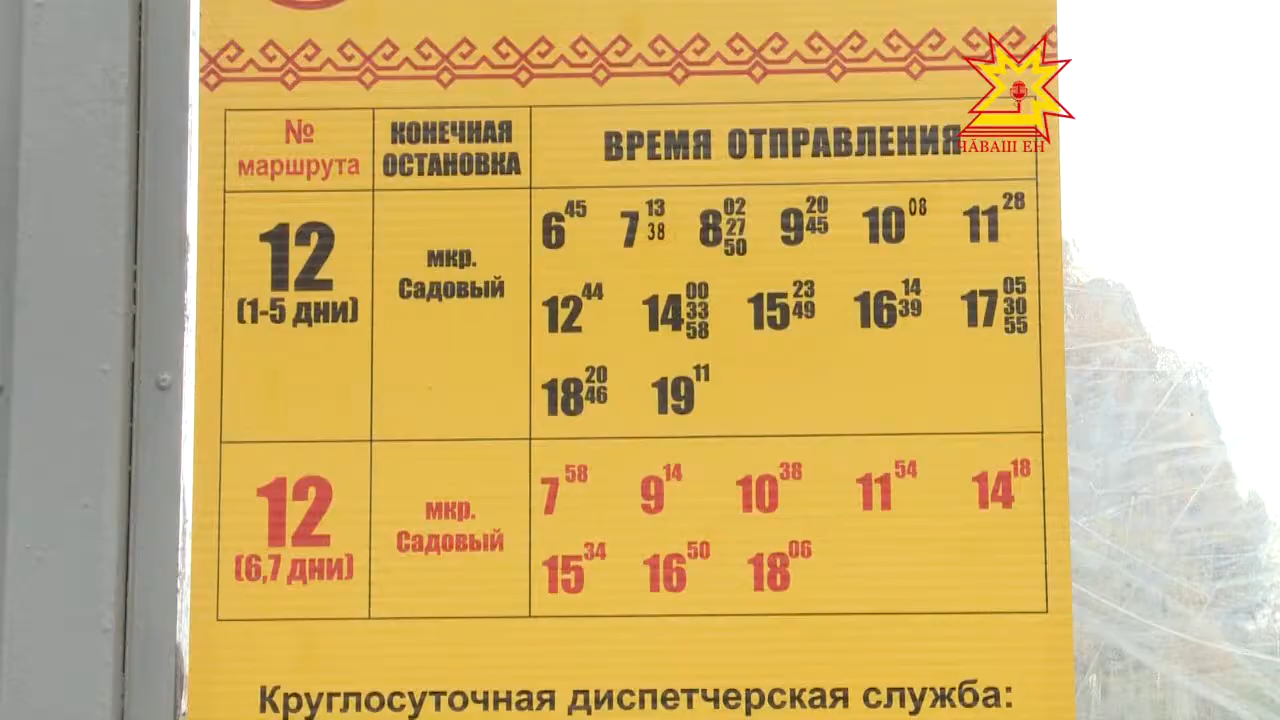 №
маршрута
КОНЕЧНАЯ
ОСТАНОВКА
ВРЕМЯ ОТПРАВЛЕНИЯ
ЧӐВАШ ЕН
12
(1-5 дни)
мкр.
Садовый
6 45 7 13 38 8 02 27 50 9 20 45 10 08 11 28
12 44 14 00 33 58 15 23 49 16 14 39 17 05 30 55
18 20 46 19 11
12
(6,7 дни)
мкр.
Садовый
7 58 9 14 10 38 11 54 14 18
15 34 16 50 18 06
Круглосуточная диспетчерская служба: